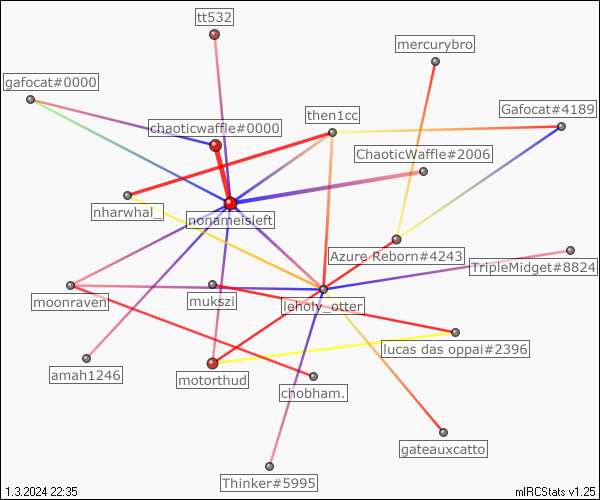 tt532
mercurybro
gafocat#0000
then1cc
Gafocat#4189
chaoticwaffle#0000
ChaoticWaffle#2006
nharwhal_
nonameisleft
Azure Reborn#4243
TripleMidget#8824
moonraven
mukszi
leholy_otter
lucas das oppai#2396
amah1246
motorthud
chobham.
gateauxcatto
Thinker#5995
1.3.2024 22:35
mIRCStats v1.25